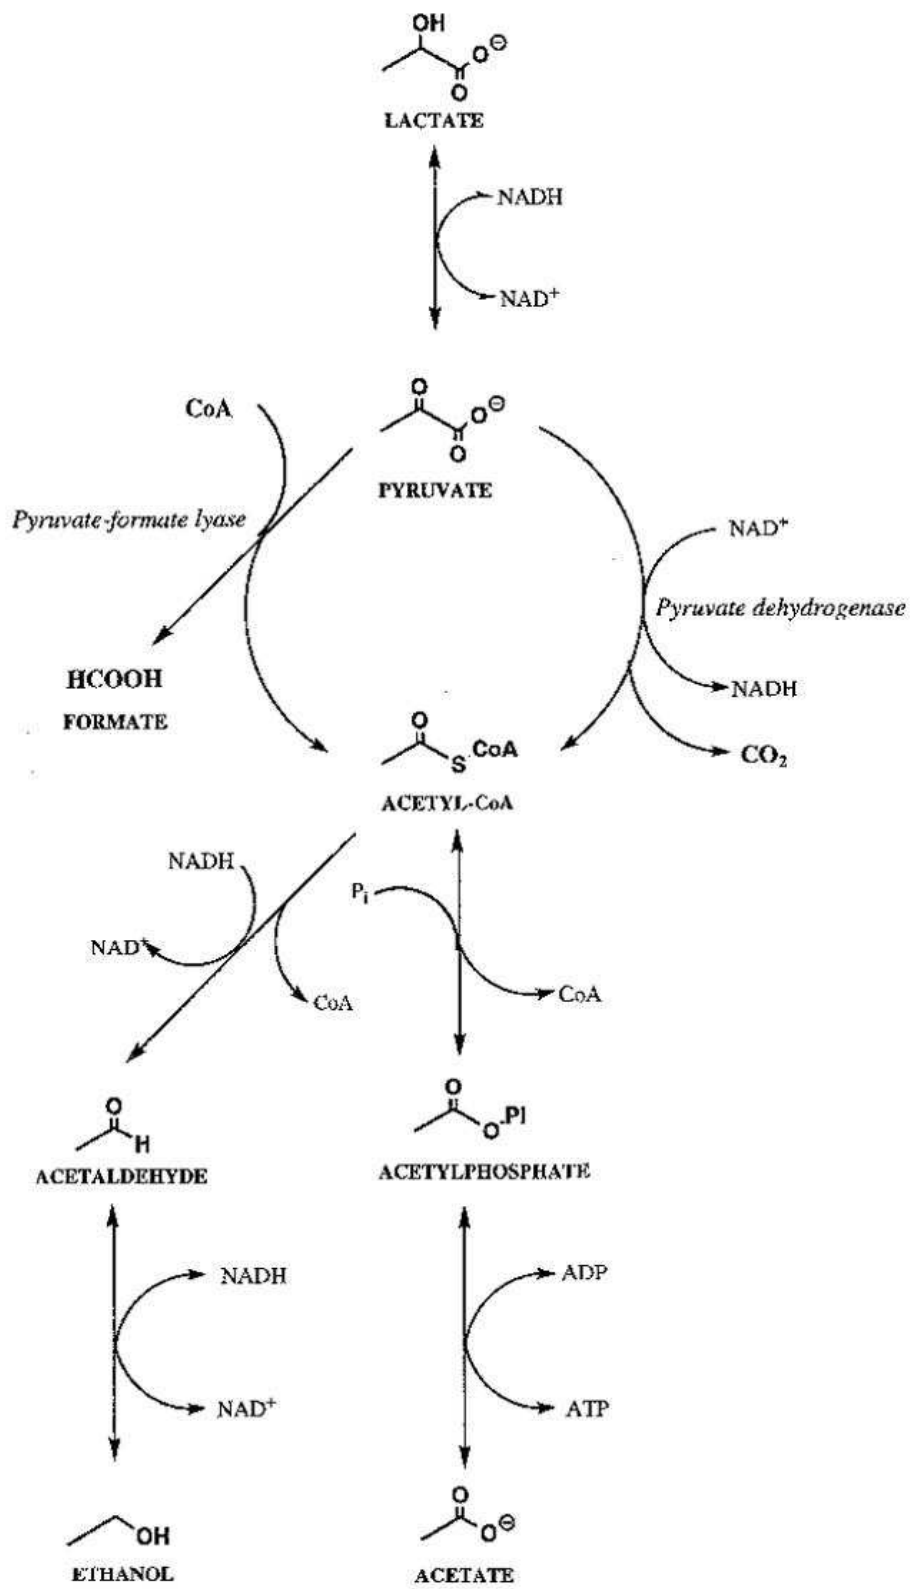 OH
O⊖
O
LACTATE
NADH
NAD+
O
CoA
O⊖
O
PYRUVATE
Pyruvate-formate lyase
NAD+
Pyruvate dehydrogenase
HCOOH
FORMATE
NADH
O
S CoA
CO2
ACETYL-CoA
NADH
Pi
NAD+
CoA
CoA
O
H
O
O-PI
ACETALDEHYDE
ACETYLPHOSPHATE
NADH
ADP
NAD+
ATP
OH
O
O⊖
ETHANOL
ACETATE